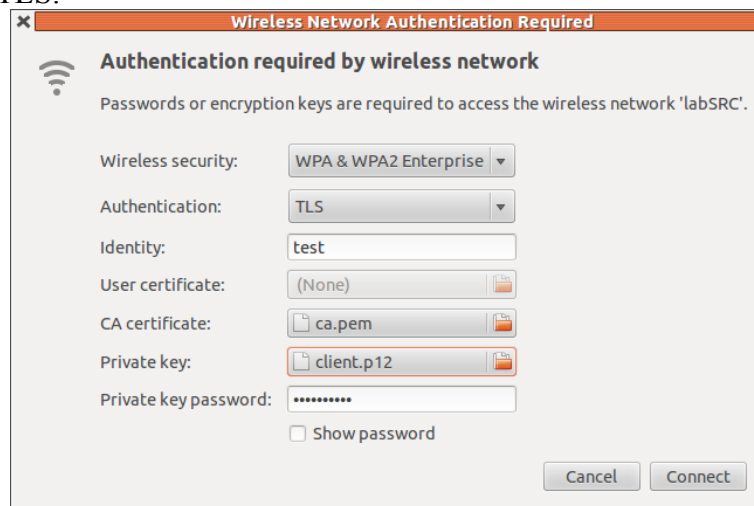 YES.
Wireless Network Authentication Required
Authentication required by wireless network
Passwords or encryption keys are required to access the wireless network 'labSRC'.
Wireless security: WPA & WPA2 Enterprise
Authentication: TLS
Identity: test
User certificate: (None)
CA certificate: ca.pem
Private key: client.p12
Private key password: ••••••••••
Show password
Cancel Connect